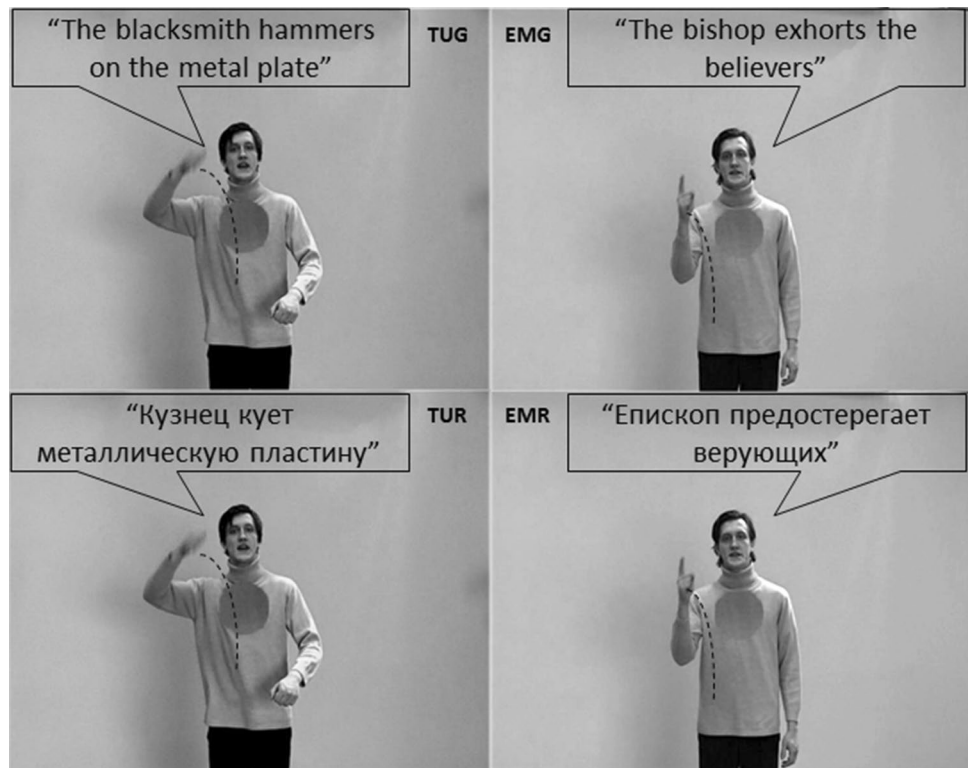 “The blacksmith hammers
on the metal plate”
TUG
EMG
“The bishop exhorts the
believers”
“Кузнец кует
металлическую пластину”
TUR
EMR
“Епископ предостерегает
верующих”